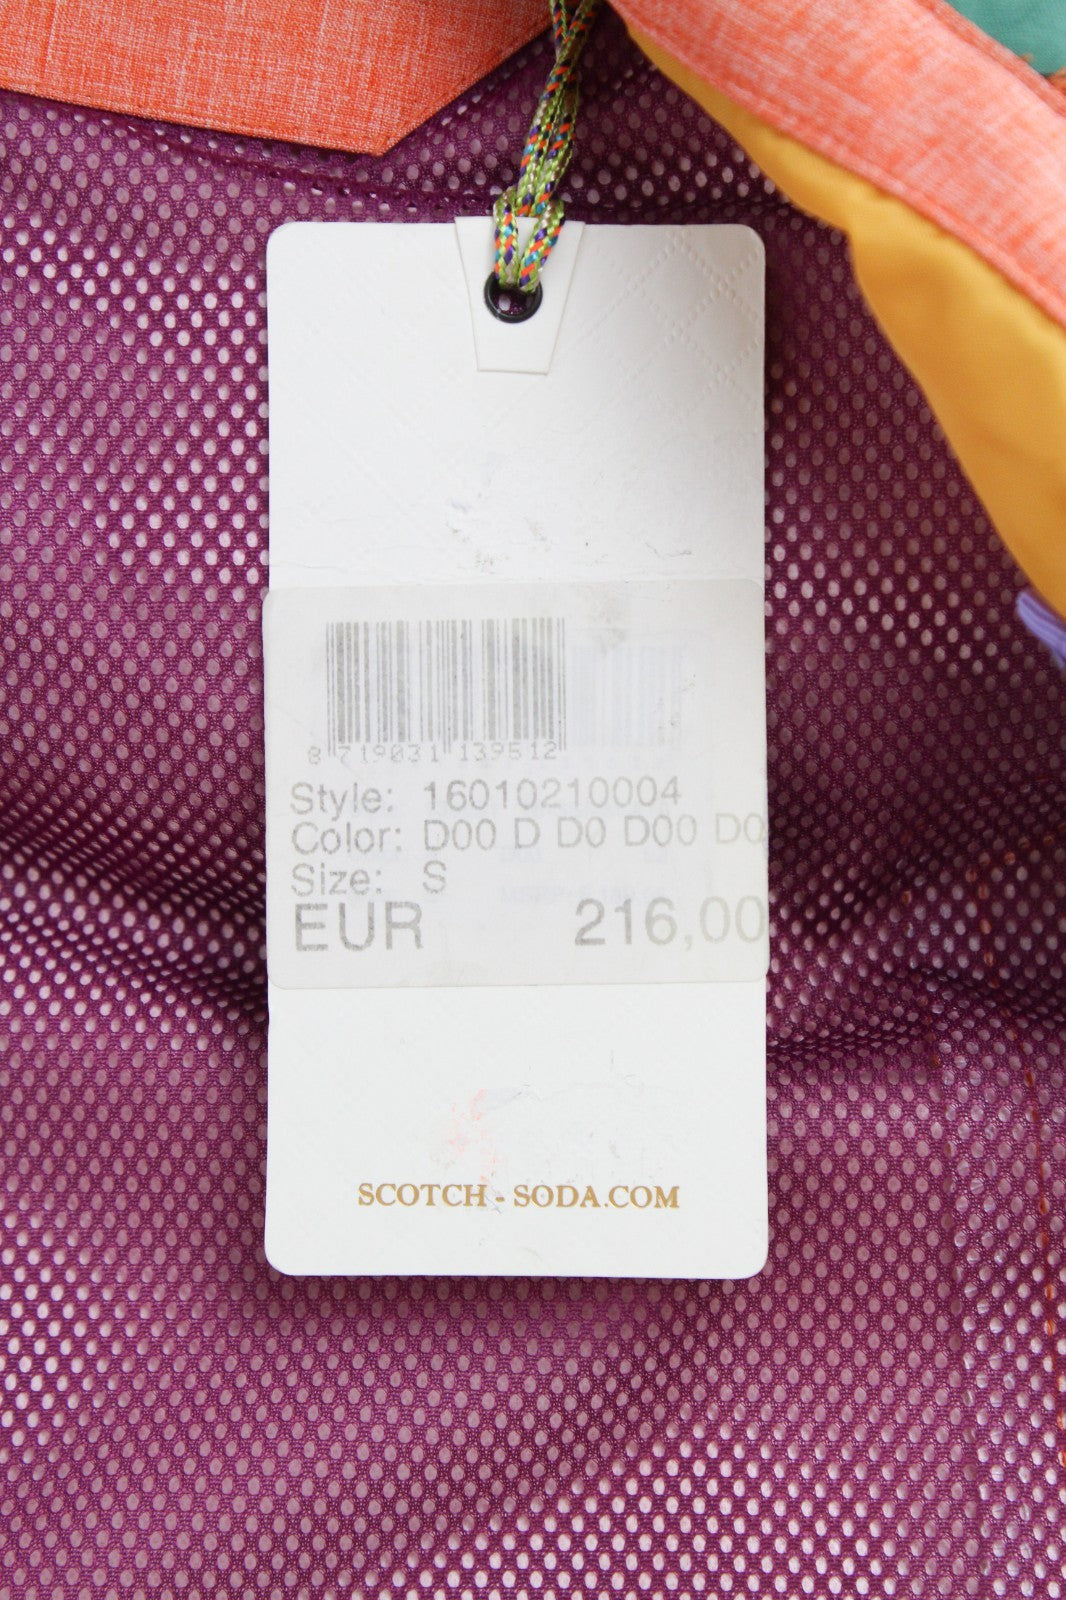 8 719031 139512
Style: 16010210004
Color: D00 D D0 D00 D0
Size: S
EUR 216,00
SCOTCH - SODA.COM